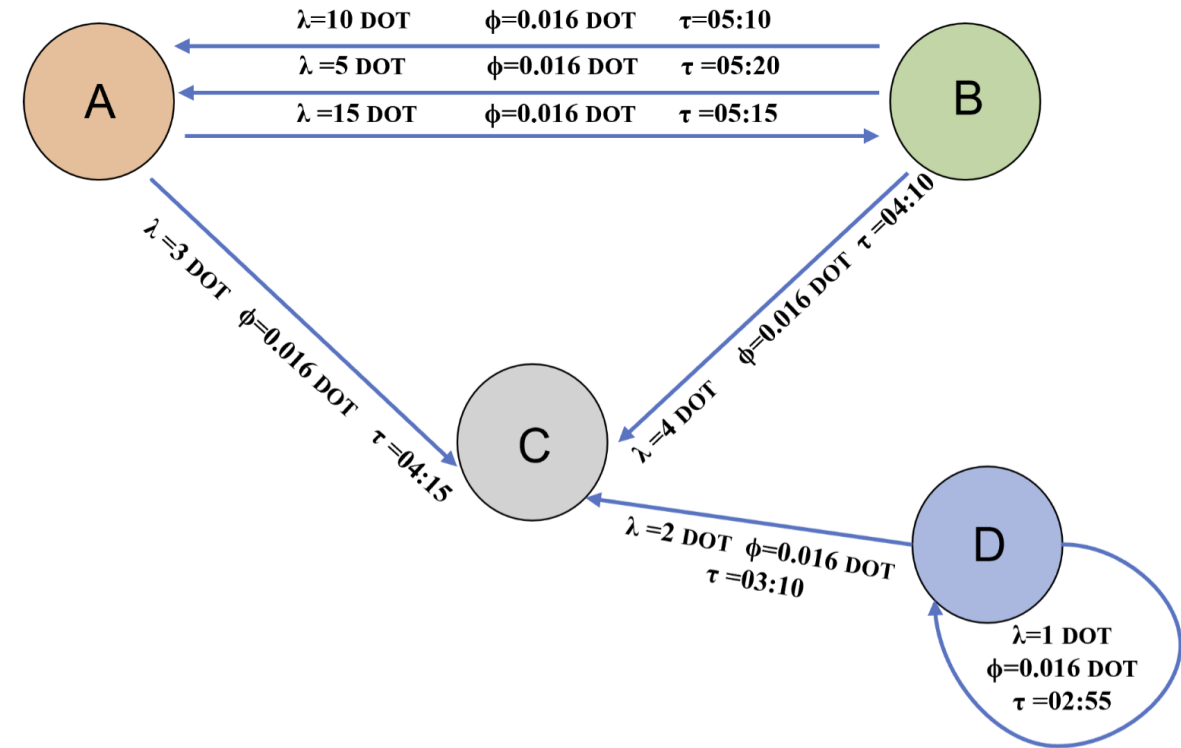 λ=10 DOT ϕ=0.016 DOT τ=05:10
λ =5 DOT ϕ=0.016 DOT τ =05:20
λ =15 DOT ϕ=0.016 DOT τ =05:15
A
B
λ =3 DOT ϕ=0.016 DOT τ =04:15
λ =4 DOT ϕ=0.016 DOT τ =04:10
C
D
λ =2 DOT ϕ=0.016 DOT
τ =03:10
λ=1 DOT
ϕ=0.016 DOT
τ =02:55